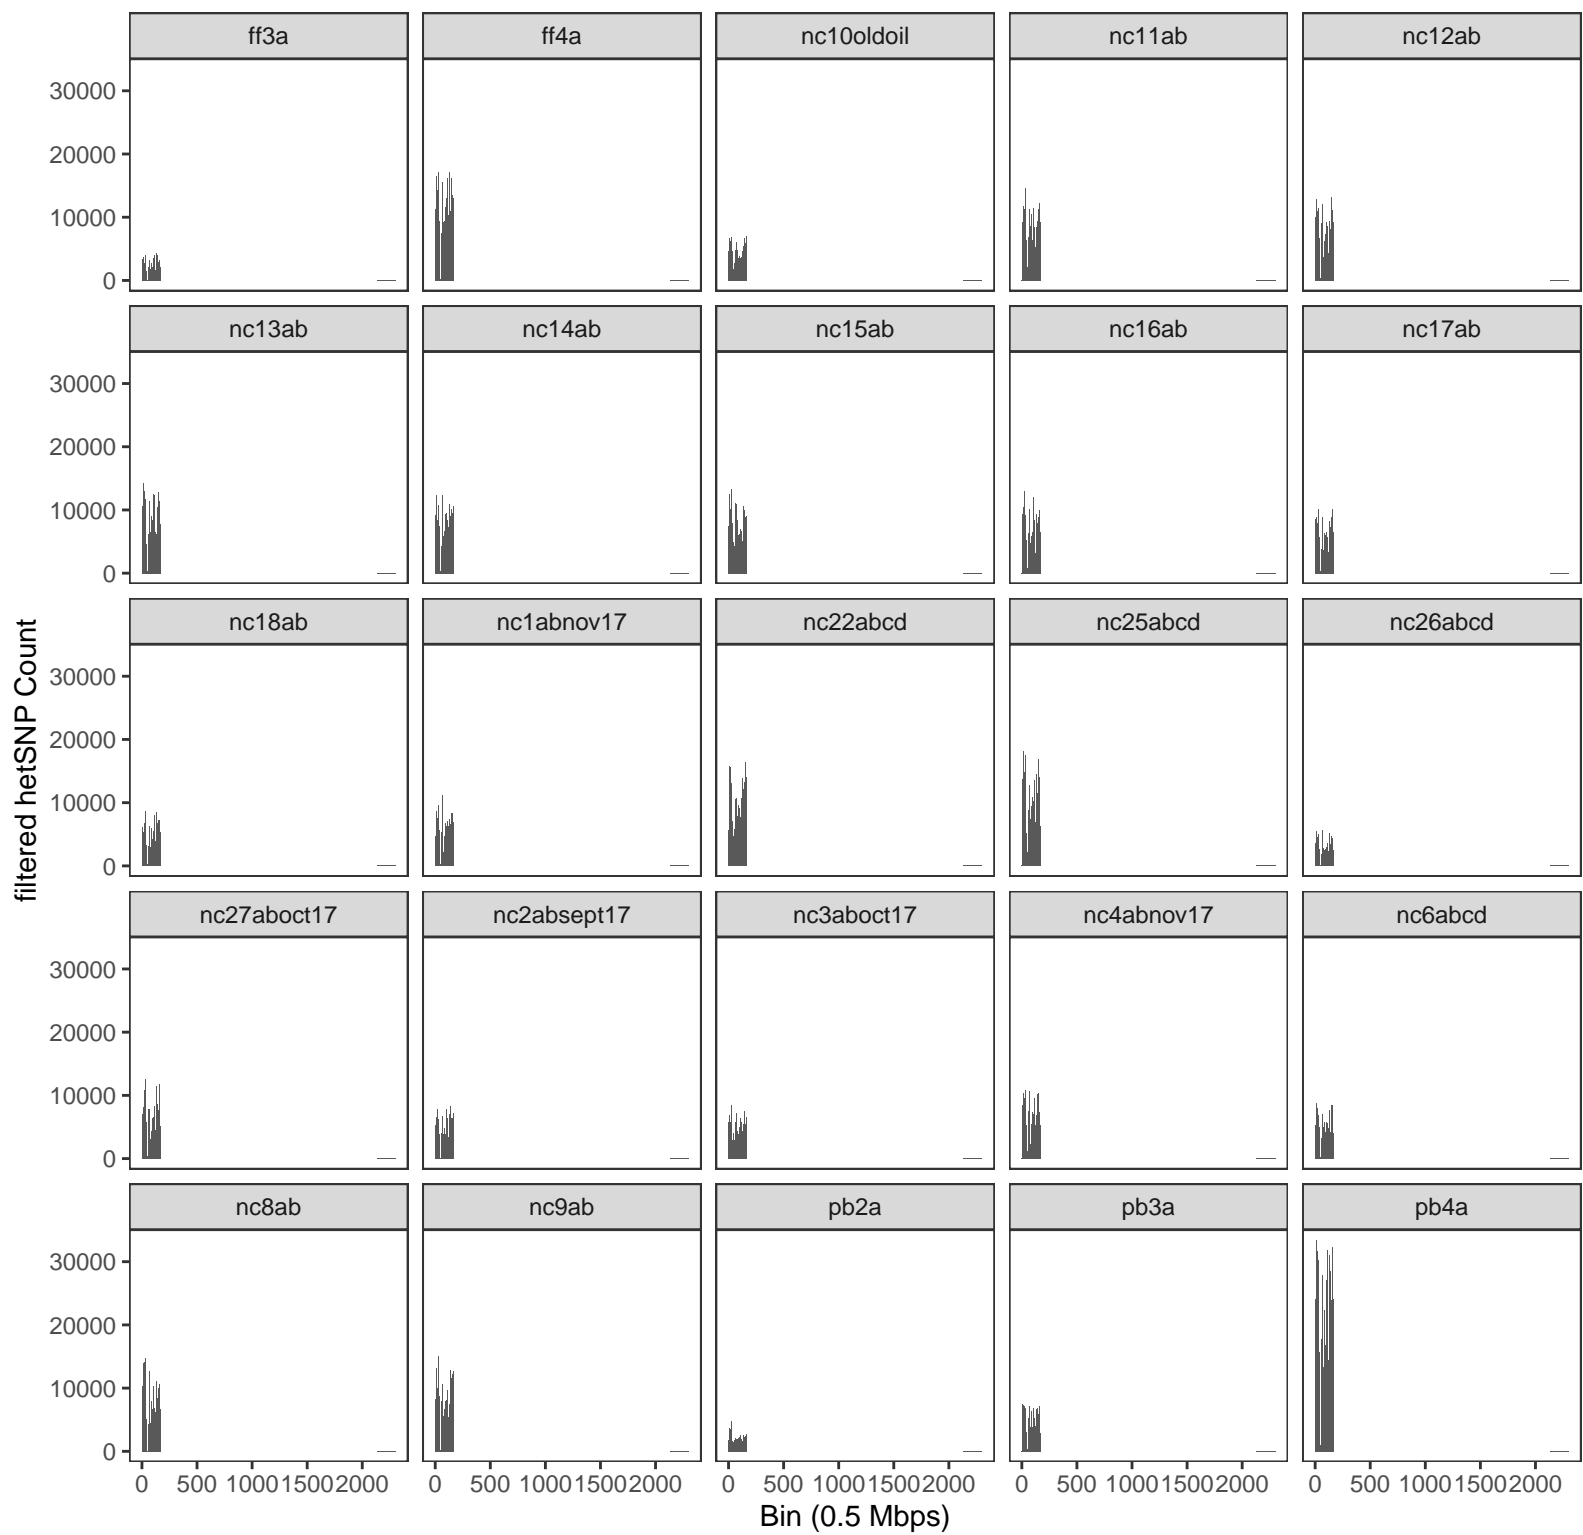 ff3a ff4a nc10oldoil nc11ab nc12ab
30000
20000
10000
0
nc13ab nc14ab nc15ab nc16ab nc17ab
30000
20000
10000
0
nc18ab nc1abnov17 nc22abcd nc25abcd nc26abcd
30000
20000
10000
0
filtered hetSNP Count
nc27aboct17 nc2absept17 nc3aboct17 nc4abnov17 nc6abcd
30000
20000
10000
0
nc8ab nc9ab pb2a pb3a pb4a
30000
20000
10000
0
0 500 1000 1500 2000 0 500 1000 1500 2000 0 500 1000 1500 2000 0 500 1000 1500 2000 0 500 1000 1500 2000
Bin (0.5 Mbps)